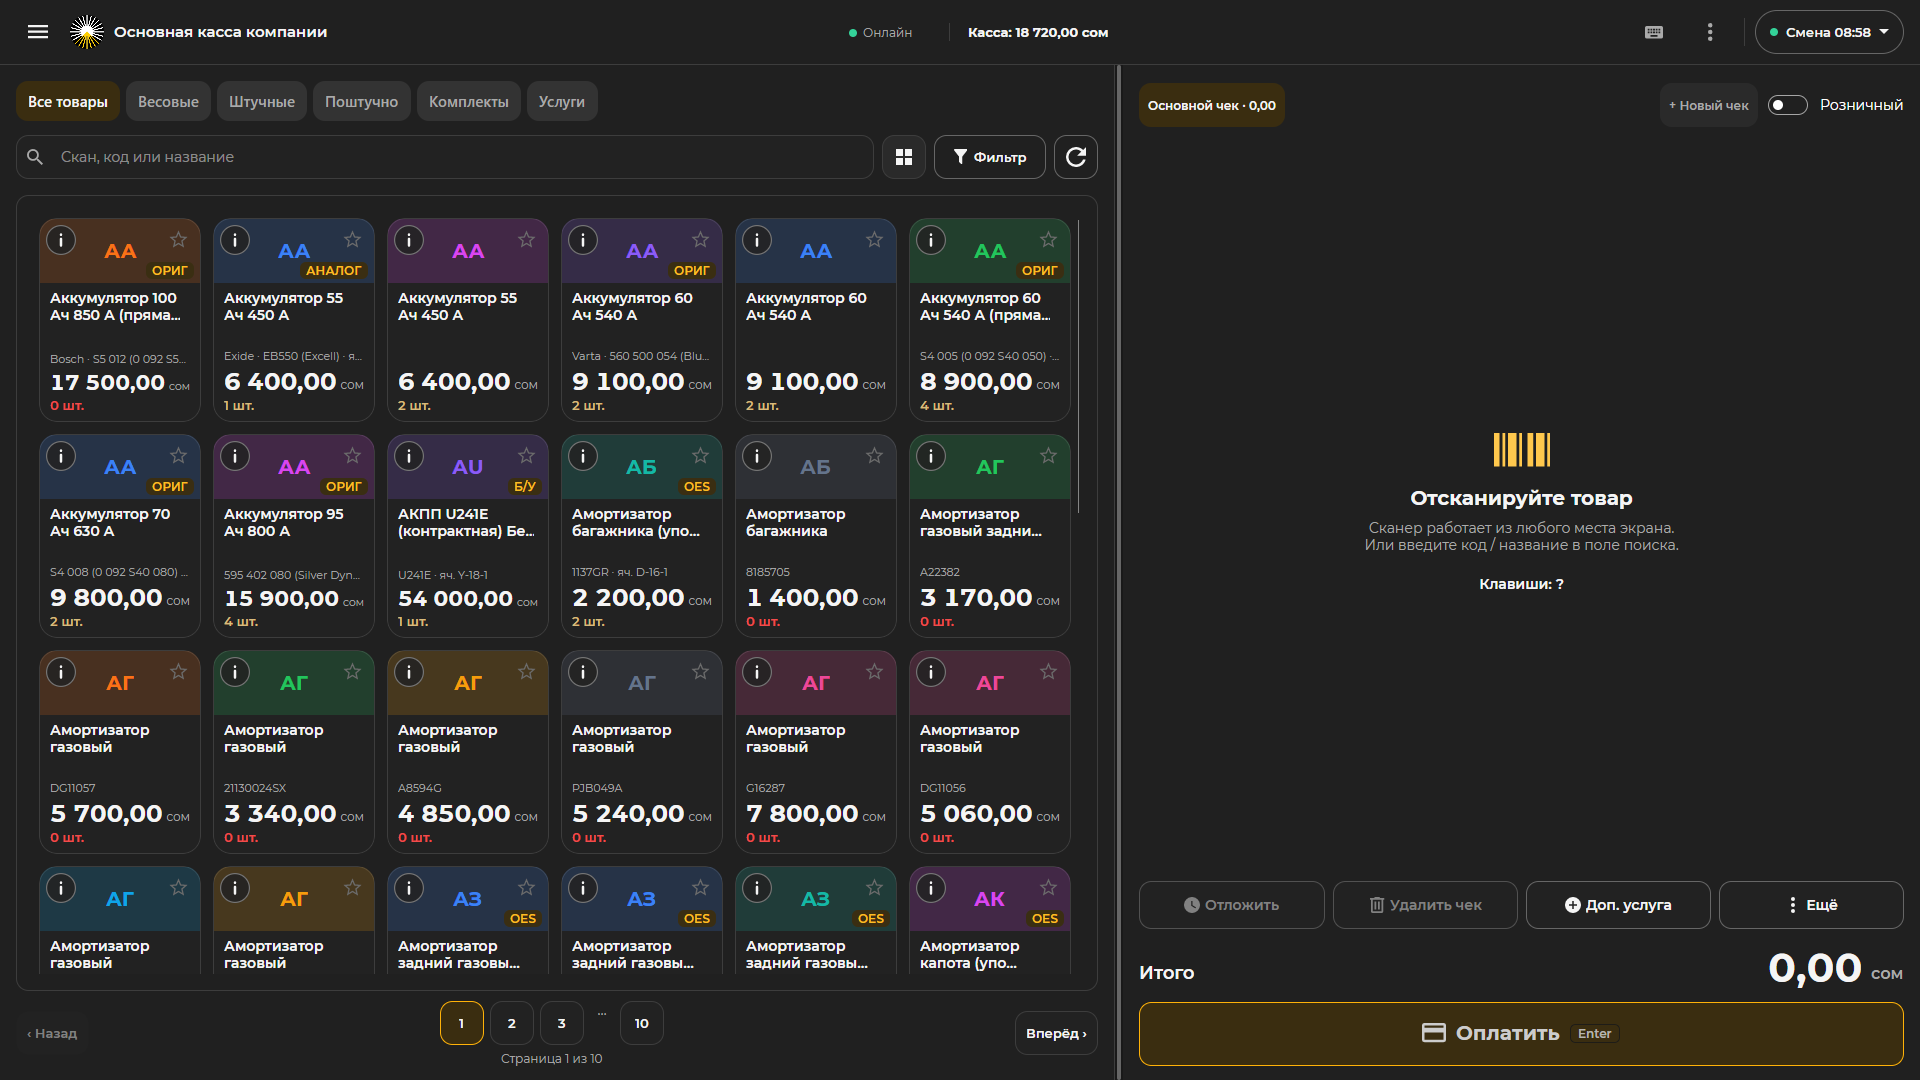 Основная касса компании
Онлайн
Касса: 18 720,00 сом
Смена 08:58
Все товары
Весовые
Штучные
Поштучно
Комплекты
Услуги
Скан, код или название
Фильтр
АА
ОРИГ
Аккумулятор 100
Ач 850 А (пряма...
Bosch · S5 012 (0 092 S5...
17 500,00 сом
0 шт.
АА
АНАЛОГ
Аккумулятор 55
Ач 450 А
Exide · EB550 (Excell) · я...
6 400,00 сом
1 шт.
АА
Аккумулятор 55
Ач 450 А
6 400,00 сом
2 шт.
АА
ОРИГ
Аккумулятор 60
Ач 540 А
Varta · 560 500 054 (Blu...
9 100,00 сом
2 шт.
АА
Аккумулятор 60
Ач 540 А
9 100,00 сом
2 шт.
АА
ОРИГ
Аккумулятор 60
Ач 540 А (пряма...
S4 005 (0 092 S40 050) ·...
8 900,00 сом
4 шт.
АА
ОРИГ
Аккумулятор 70
Ач 630 А
S4 008 (0 092 S40 080) ...
9 800,00 сом
2 шт.
АА
ОРИГ
Аккумулятор 95
Ач 800 А
595 402 080 (Silver Dyn...
15 900,00 сом
4 шт.
АU
Б/У
АКПП U241E
(контрактная) Бе...
U241E · яч. Y-18-1
54 000,00 сом
1 шт.
АБ
OES
Амортизатор
багажника (упо...
1137GR · яч. D-16-1
2 200,00 сом
2 шт.
АБ
Амортизатор
багажника
8185705
1 400,00 сом
0 шт.
АГ
Амортизатор
газовый задни...
A22382
3 170,00 сом
0 шт.
АГ
Амортизатор
газовый
DG11057
5 700,00 сом
0 шт.
АГ
Амортизатор
газовый
21130024SX
3 340,00 сом
0 шт.
АГ
Амортизатор
газовый
A8594G
4 850,00 сом
0 шт.
АГ
Амортизатор
газовый
PJB049A
5 240,00 сом
0 шт.
АГ
Амортизатор
газовый
G16287
7 800,00 сом
0 шт.
АГ
Амортизатор
газовый
DG11056
5 060,00 сом
0 шт.
АГ
Амортизатор
газовый
АГ
Амортизатор
газовый
АЗ
OES
Амортизатор
задний газовы...
АЗ
OES
Амортизатор
задний газовы...
АЗ
OES
Амортизатор
задний газовы...
АК
OES
Амортизатор
капота (упо...
‹ Назад
1
2
3
...
10
Страница 1 из 10
Вперёд ›
Основной чек · 0,00
+ Новый чек
Розничный
Отсканируйте товар
Сканер работает из любого места экрана.
Или введите код / название в поле поиска.
Клавиши: ?
Отложить
Удалить чек
Доп. услуга
Ещё
Итого
0,00 сом
Оплатить Enter